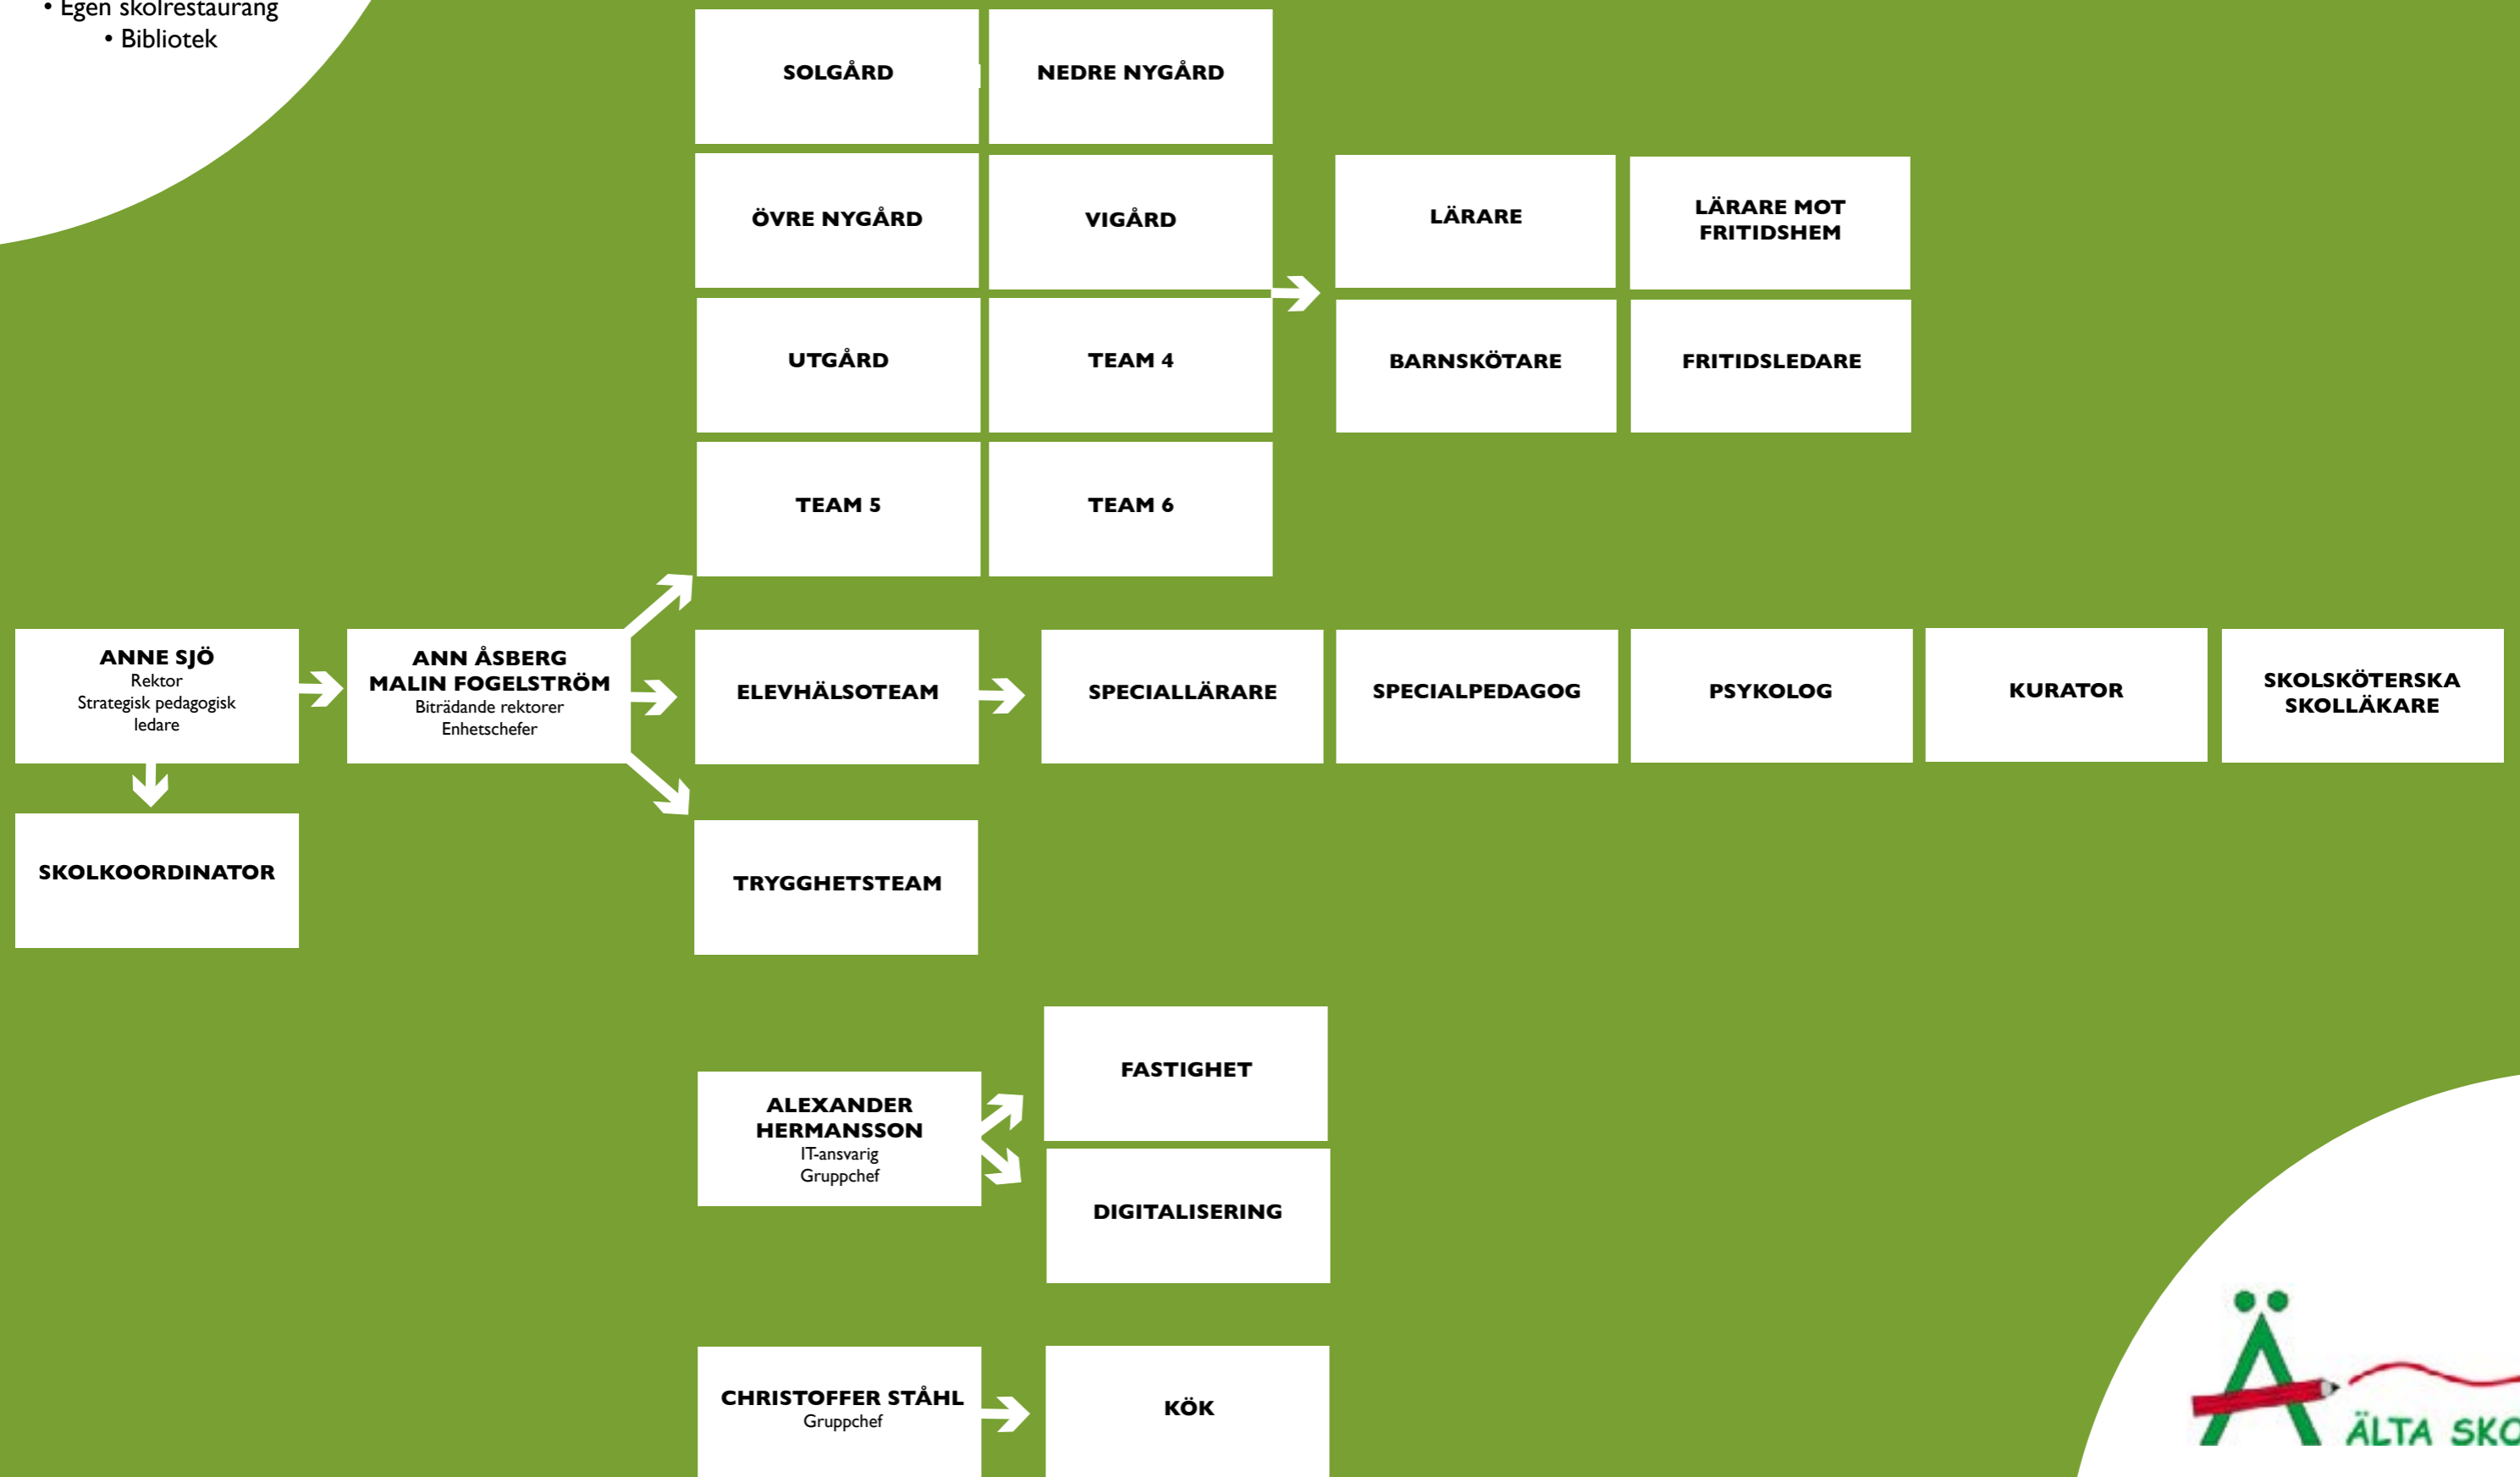 • Egen skolrestaurang
• Bibliotek
SOLGÅRD
NEDRE NYGÅRD
ÖVRE NYGÅRD
VIGÅRD
LÄRARE
LÄRARE MOT
FRITIDSHEM
UTGÅRD
TEAM 4
BARNSKÖTARE
FRITIDSLEDARE
TEAM 5
TEAM 6
ANNE SJÖ
Rektor
Strategisk pedagogisk
ledare
ANN ÅSBERG
MALIN FOGELSTRÖM
Biträdande rektorer
Enhetschefer
ELEVHÄLSOTEAM
SPECIALLÄRARE
SPECIALPEDAGOG
PSYKOLOG
KURATOR
SKOLSKÖTERSKA
SKOLLÄKARE
SKOLKOORDINATOR
TRYGGHETSTEAM
FASTIGHET
ALEXANDER
HERMANSSON
IT-ansvarig
Gruppchef
DIGITALISERING
CHRISTOFFER STÅHL
Gruppchef
KÖK
Ä
ÄLTA SKO